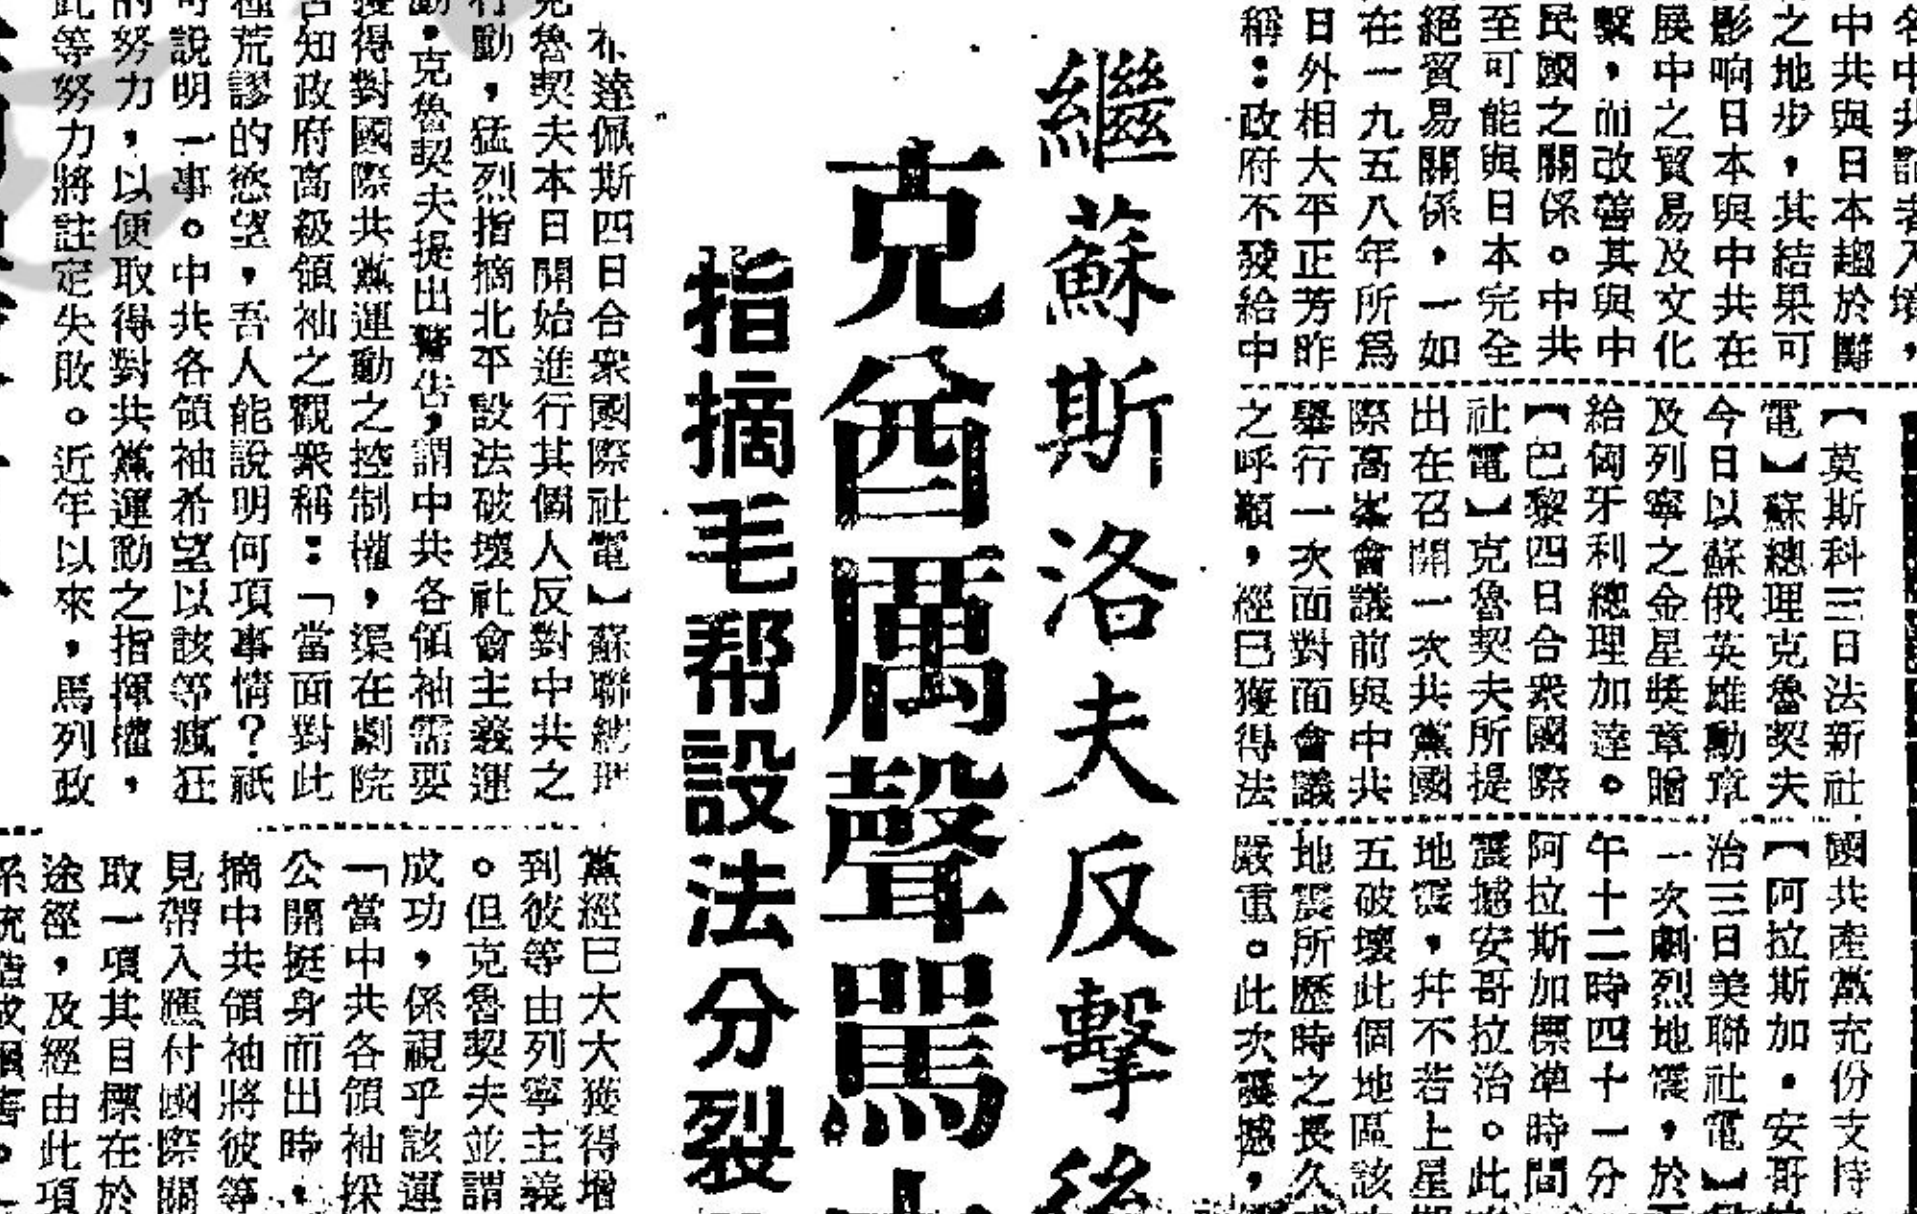 中共與日本趨於
之地步，其結果可
影响日本與中共在
展中之貿易及文化
繫，而改善其與中
民國之關係。中共
至可能與日本完全
絕貿易關係，一如
在一九五八年所爲
日外相大平正芳昨
稱：政府不發給中
【莫斯科三日法新社
電】蘇總理克魯契夫
今日以蘇俄英雄勳章
及列寧之金星獎章贈
給匈牙利總理加達。
【巴黎四日合衆國際
社電】克魯契夫所提
出在召開一次共黨國
際高峯會議前與中共
舉行一次面對面會議
之呼籲，經已獲得法
國共產黨充份支持
【阿拉斯加．安哥
治三日美聯社電】
一次劇烈地震，於
午十二時四十一分
阿拉斯加標準時間
震撼安哥拉治。此
地震，幷不若上星
五破壞此個地區該
地震所歷時之長久
嚴重。此次震撼，
繼蘇斯洛夫反擊後
克酋厲聲駡
指摘毛帮設法分裂
布達佩斯四日合衆國際社電】蘇聯總理
克魯契夫本日開始進行其個人反對中共之
行動，猛烈指摘北平設法破壞社會主義運
動．克魯契夫提出警告，謂中共各領袖需要
獲得對國際共黨運動之控制權，渠在劇院
告知政府高級領袖之觀衆稱：「當面對此
種荒謬的慾望，吾人能說明何項事情？祇
可說明一事。中共各領袖希望以該等瘋狂
的努力，以便取得對共黨運動之指揮權，
此等努力將註定失敗。近年以來，馬列政
黨經已大大獲得增
到彼等由列寧主義
。但克魯契夫並謂
成功，係視乎該運
「當中共各領袖採
公開挺身而出時，
摘中共領袖將彼等
見帶入應付國際關
取一項其目標在於
途徑，及經由此項